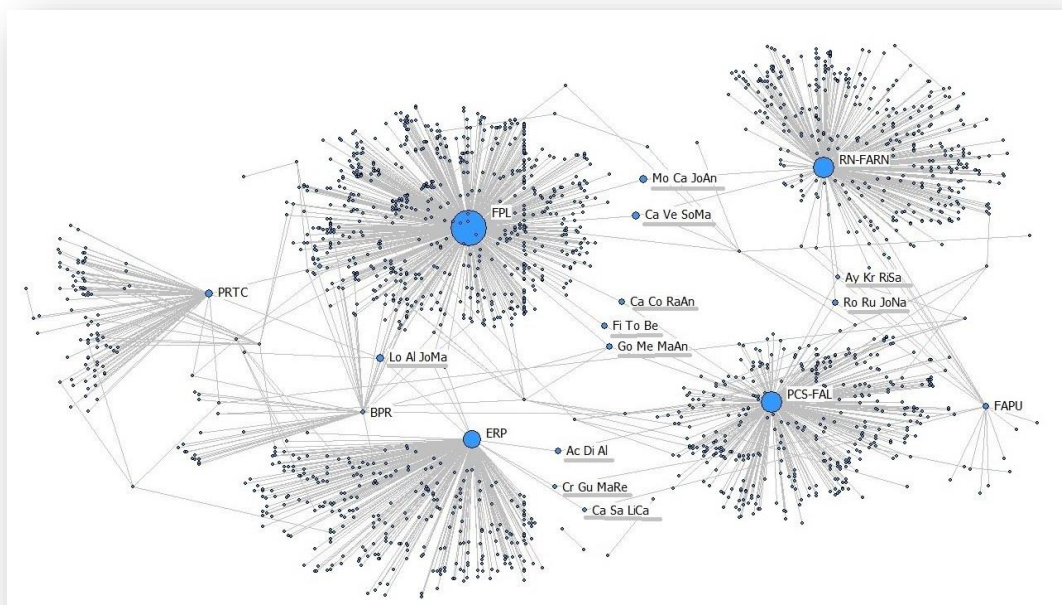 RN-FARN
Mo Ca JoAn
FPL
Ca Ve SoMa
Ay Kr RiSa
PRTC
Ca Co RaAn
Ro Ru JoNa
Fi To Be
Go Me MaAn
Lo Al JoMa
PCS-FAL
FAPU
BPR
ERP
Ac Di Al
Cr Gu MaRe
Ca Sa LiCa